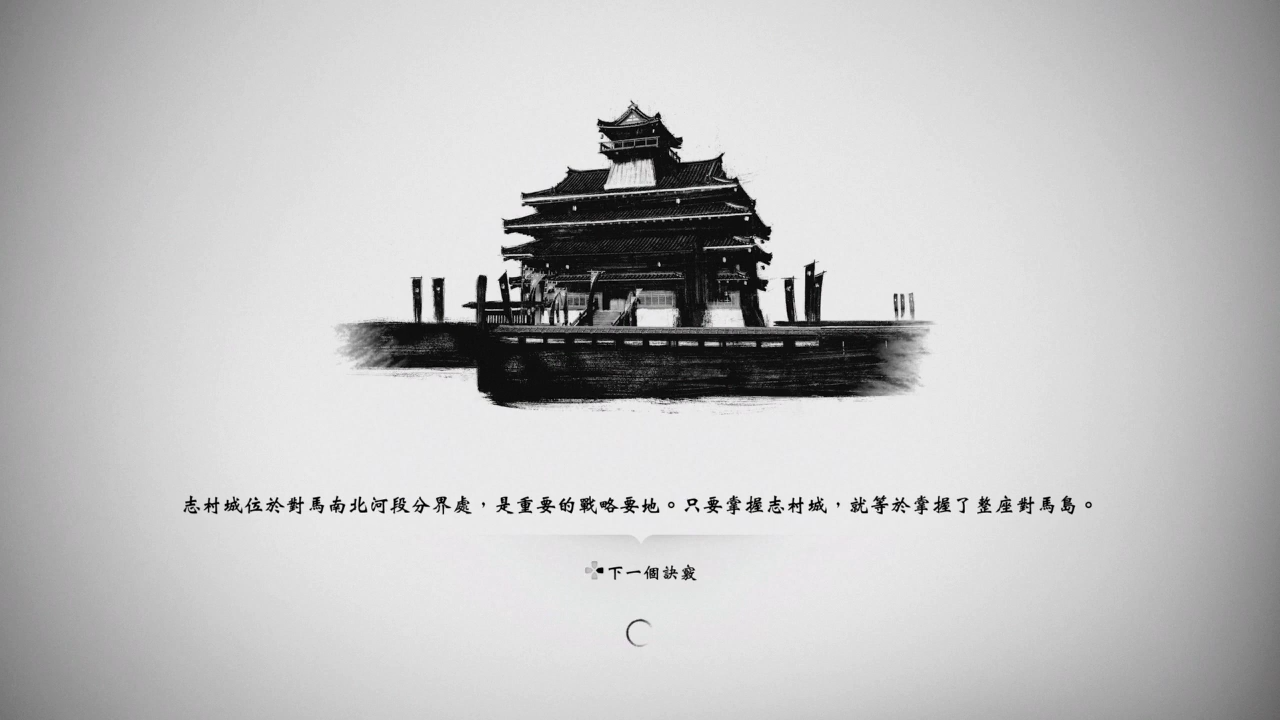 志村城位於對馬南北河段分界處，是重要的戰略要地。只要掌握志村城，就等於掌握了整座對馬島。
下一個訣竅